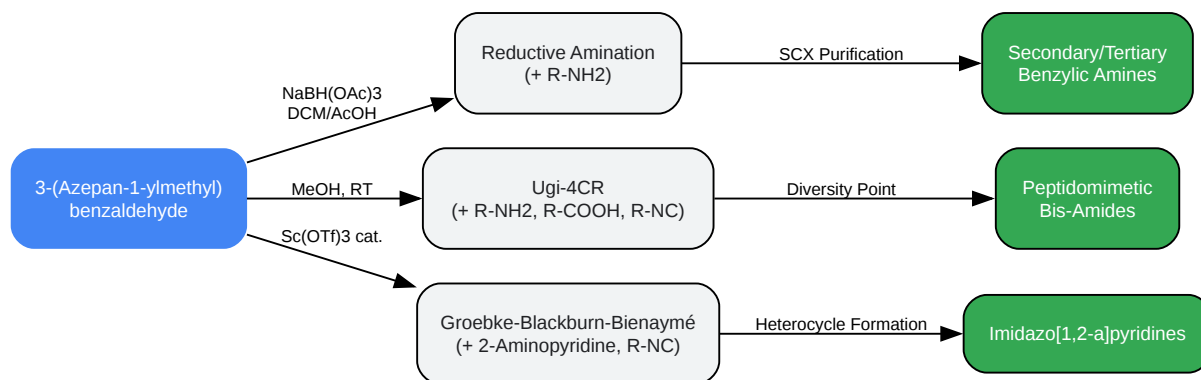 3-(Azepan-1-ylmethyl)
benzaldehyde
NaBH(OAc)3
DCM/AcOH
Reductive Amination
(+ R-NH2)
SCX Purification
Secondary/Tertiary
Benzylic Amines
MeOH, RT
Ugi-4CR
(+ R-NH2, R-COOH, R-NC)
Diversity Point
Peptidomimetic
Bis-Amides
Sc(OTf)3 cat.
Groebke-Blackburn-Bienaymé
(+ 2-Aminopyridine, R-NC)
Heterocycle Formation
Imidazo[1,2-a]pyridines